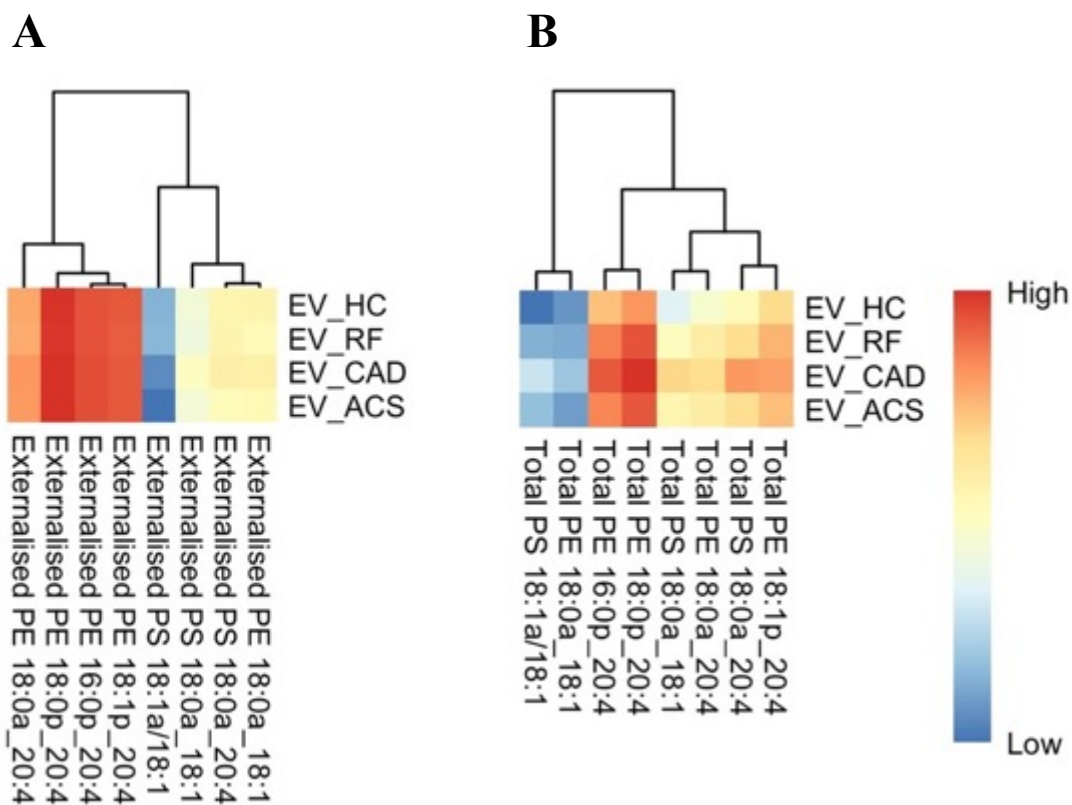 A
B
EV_HC
EV_RF
EV_CAD
EV_ACS
Externalised PE 18:0a_20:4
Externalised PE 18:0p_20:4
Externalised PE 16:0p_20:4
Externalised PE 18:1p_20:4
Externalised PS 18:1a/18:1
Externalised PS 18:0a_18:1
Externalised PS 18:0a_20:4
Externalised PE 18:0a_18:1
EV_HC
EV_RF
EV_CAD
EV_ACS
Total PS 18:1a/18:1
Total PE 18:0a_18:1
Total PE 16:0p_20:4
Total PE 18:0p_20:4
Total PS 18:0a_18:1
Total PE 18:0a_20:4
Total PS 18:0a_20:4
Total PE 18:1p_20:4
High
Low